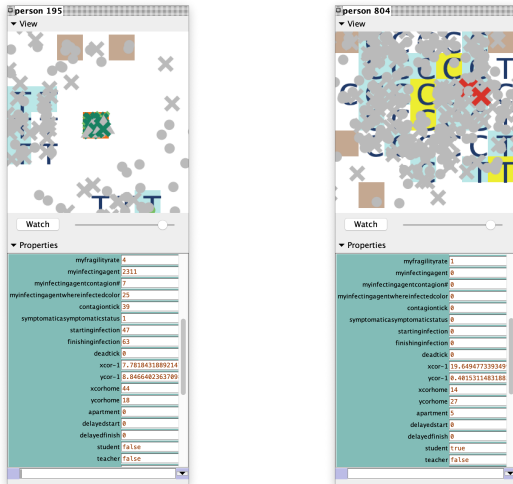 person 195
View
Watch
Properties
myfragilityrate 4
myinfectingagent 2311
myinfectingagentcontagion# 7
myinfectingagentwhereinfectedcolor 25
contagiontick 39
symptomaticasymptomaticstatus 1
startinginfection 47
finishinginfection 63
deadtick 0
xcor-1 7.7818431889214
ycor-1 8.8466402363709
xcorhome 44
ycorhome 18
apartment 0
delayedstart 0
delayedfinish 0
student false
teacher false
person 804
View
Watch
Properties
myfragilityrate 1
myinfectingagent 0
myinfectingagentcontagion# 0
myinfectingagentwhereinfectedcolor 0
contagiontick 0
symptomaticasymptomaticstatus 0
startinginfection 0
finishinginfection 0
deadtick 0
xcor-1 19.649477339349
ycor-1 0.4015311483188
xcorhome 14
ycorhome 27
apartment 5
delayedstart 0
delayedfinish 0
student true
teacher false